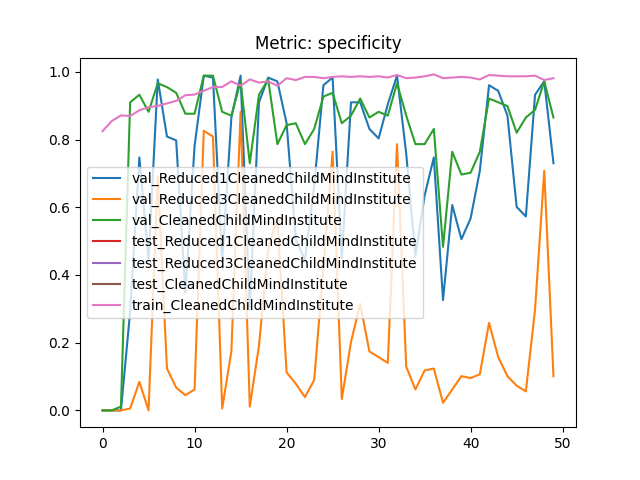 Metric: specificity
1.0
0.8
0.6
0.4
0.2
0.0
val_Reduced1CleanedChildMindInstitute
val_Reduced3CleanedChildMindInstitute
val_CleanedChildMindInstitute
test_Reduced1CleanedChildMindInstitute
test_Reduced3CleanedChildMindInstitute
test_CleanedChildMindInstitute
train_CleanedChildMindInstitute
0 10 20 30 40 50